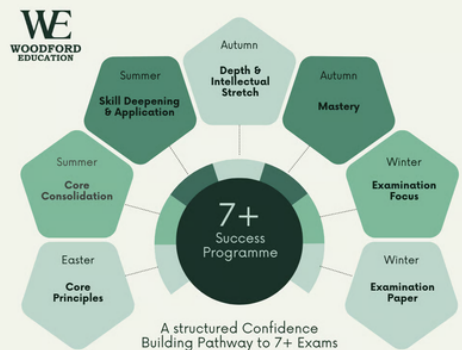 WE
WOODFORD
EDUCATION
Easter
Core
Principles
Summer
Core
Consolidation
Summer
Skill Deepening
& Application
Autumn
Depth &
Intellectual
Stretch
Autumn
Mastery
Winter
Examination
Focus
Winter
Examination
Paper
7+
Success
Programme
A structured Confidence
Building Pathway to 7+ Exams